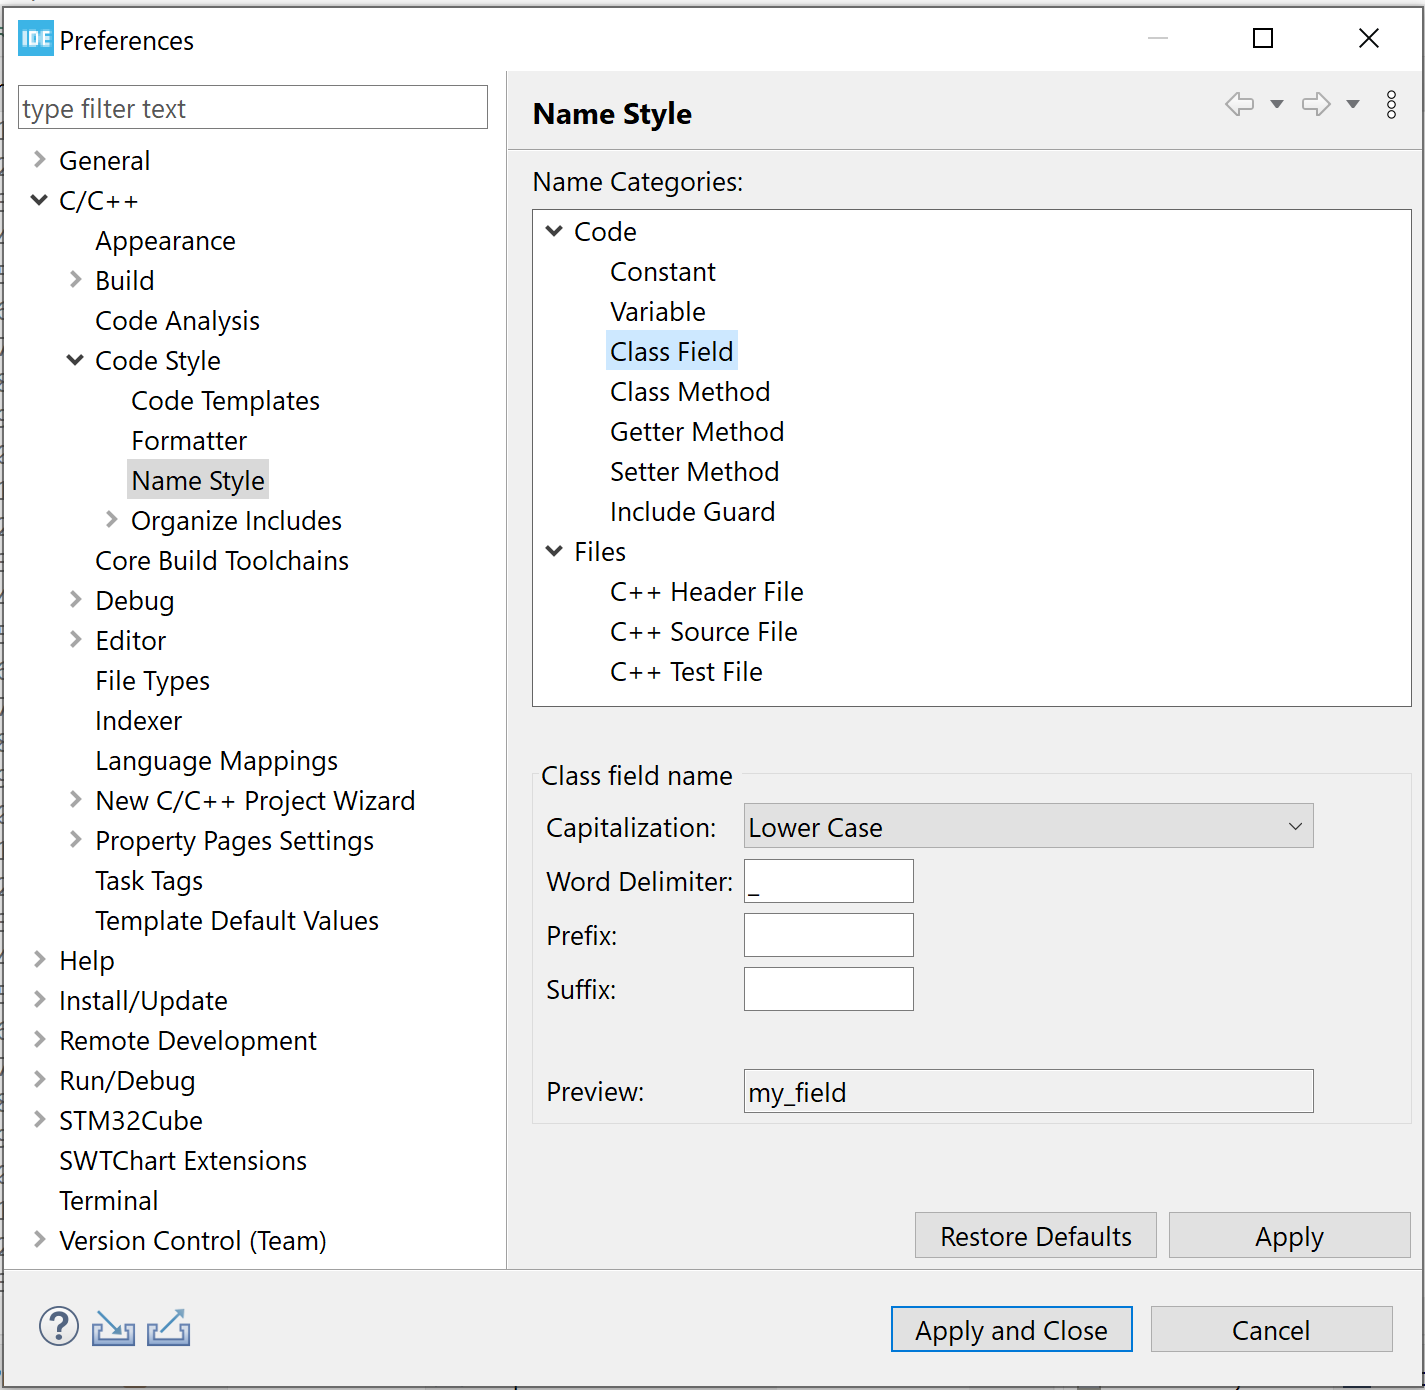 IDE Preferences
type filter text
General
C/C++
Appearance
Build
Code Analysis
Code Style
Code Templates
Formatter
Name Style
Organize Includes
Core Build Toolchains
Debug
Editor
File Types
Indexer
Language Mappings
New C/C++ Project Wizard
Property Pages Settings
Task Tags
Template Default Values
Help
Install/Update
Remote Development
Run/Debug
STM32Cube
SWTChart Extensions
Terminal
Version Control (Team)
Name Style
Name Categories:
Code
Constant
Variable
Class Field
Class Method
Getter Method
Setter Method
Include Guard
Files
C++ Header File
C++ Source File
C++ Test File
Class field name
Capitalization: Lower Case
Word Delimiter: _
Prefix:
Suffix:
Preview: my_field
Restore Defaults Apply
? Apply and Close Cancel